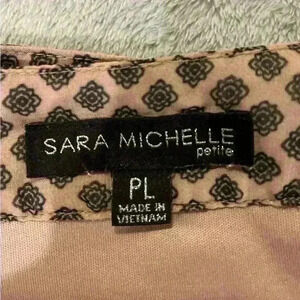 SARA MICHELLE
petite
PL
MADE IN
VIETNAM